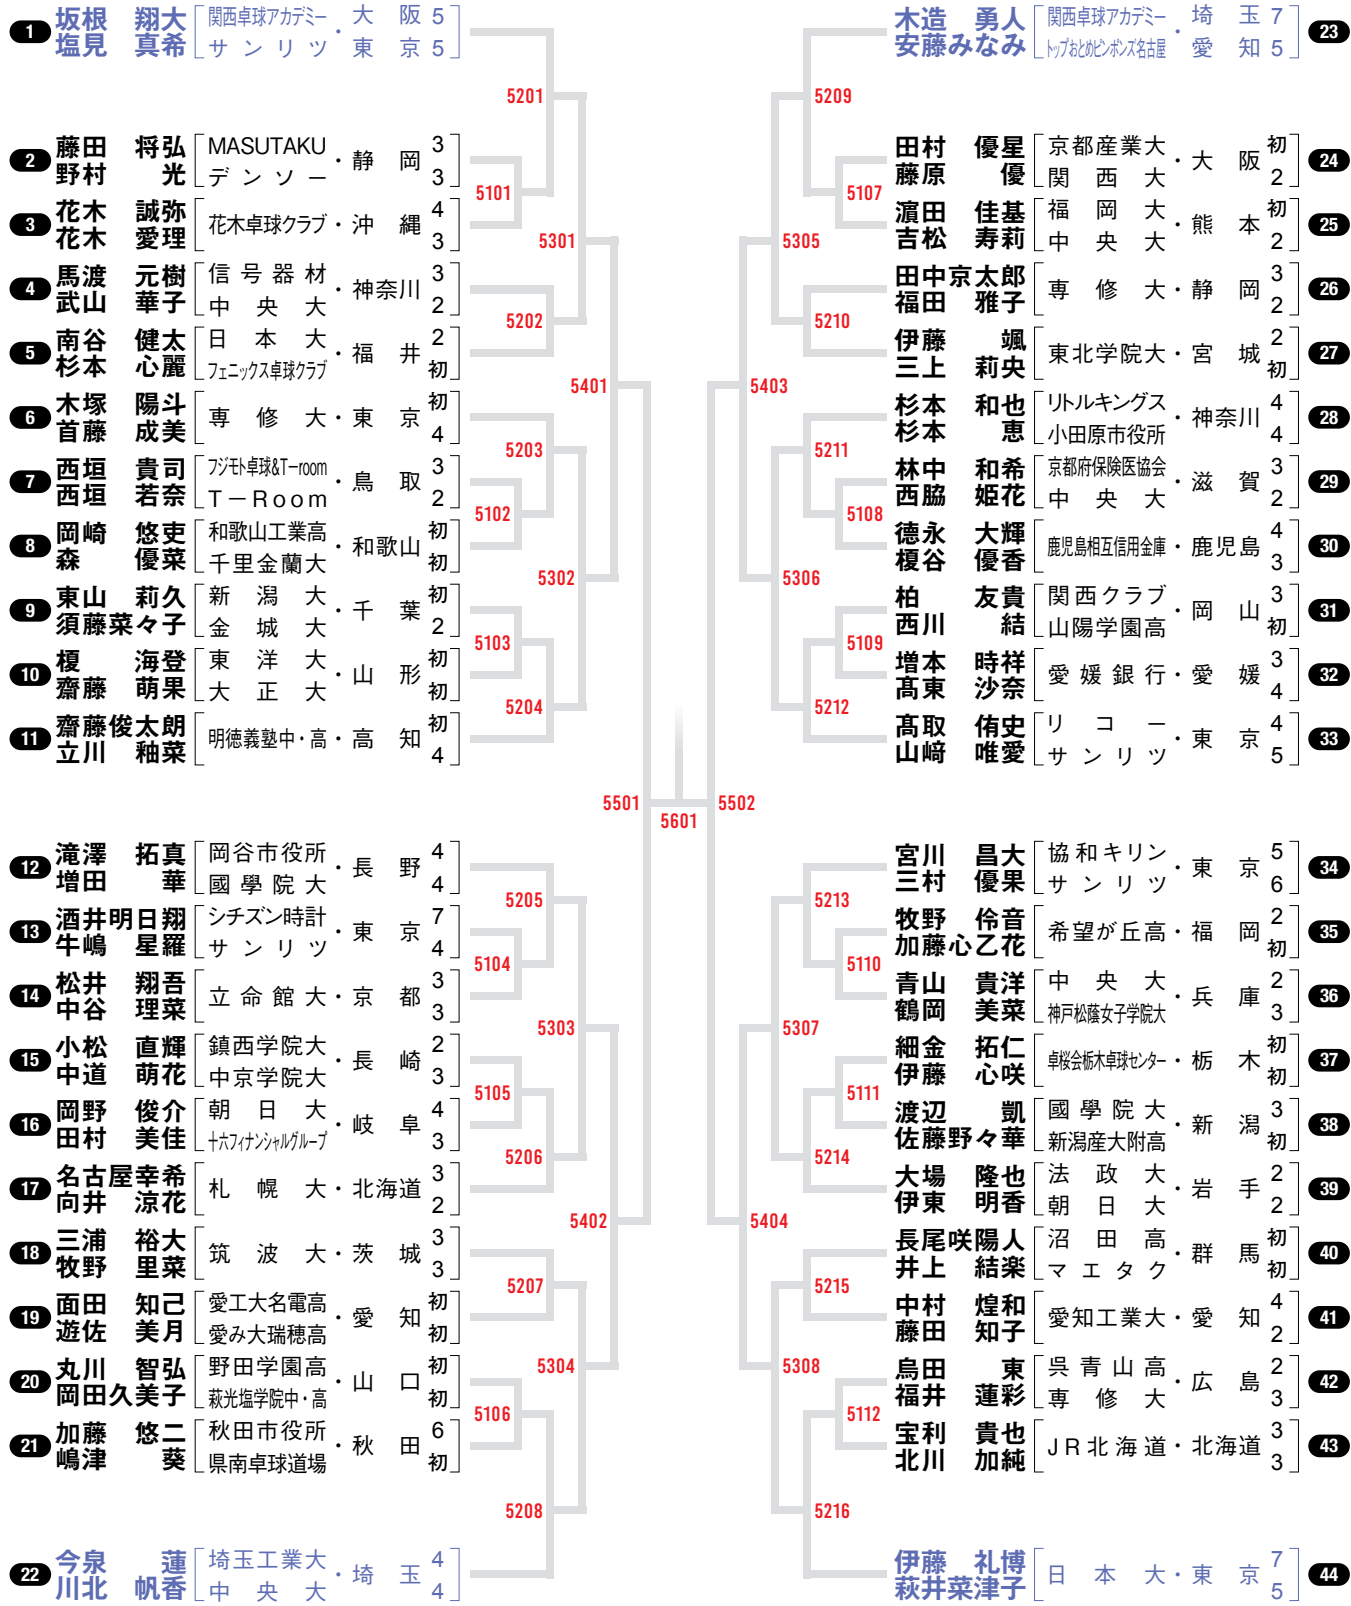 1 坂根 翔大 塩見 真希 [関西卓球アカデミー サンリツ ・ 大阪 東京 5 5]
5201
2 藤田 将弘 野村 光 [MASUTAKU デンソー ・ 静岡 3 3]
5101
3 花木 誠弥 花木 愛理 [花木卓球クラブ ・ 沖縄 4 3]
5301
4 馬渡 元樹 武山 華子 [信号器材 中央大 ・ 神奈川 3 2]
5202
5 南谷 健太 杉本 心麗 [日本大 フェニックス卓球クラブ ・ 福井 2 初]
5401
6 木塚 陽斗 首藤 成美 [専修大 ・ 東京 初 4]
5203
7 西垣 貴司 西垣 若奈 [フジモト卓球&T-room T-Room ・ 鳥取 3 2]
5102
8 岡崎 悠吏 森 優菜 [和歌山工業高 千里金蘭大 ・ 和歌山 初 初]
5302
9 東山 莉久 須藤菜々子 [新潟大 金城大 ・ 千葉 初 2]
5103
10 榎 海登 齋藤 萌果 [東洋大 大正大 ・ 山形 初 初]
5204
11 齋藤俊太朗 立川 釉菜 [明徳義塾中・高 ・ 高知 初 4]
5501
12 滝澤 拓真 増田 華 [岡谷市役所 國學院大 ・ 長野 4 4]
5205
13 酒井明日翔 牛嶋 星羅 [シチズン時計 サンリツ ・ 東京 7 4]
5104
14 松井 翔吾 中谷 理菜 [立命館大 ・ 京都 3 3]
5303
15 小松 直輝 中道 萌花 [鎮西学院大 中京学院大 ・ 長崎 2 3]
5105
16 岡野 俊介 田村 美佳 [朝日大 十六フィナンシャルグループ ・ 岐阜 4 3]
5206
17 名古屋幸希 向井 涼花 [札幌大 ・ 北海道 3 2]
5402
18 三浦 裕大 牧野 里菜 [筑波大 ・ 茨城 3 3]
5207
19 面田 知己 遊佐 美月 [愛工大名電高 愛み大瑞穂高 ・ 愛知 初 初]
5304
20 丸川 智弘 岡田久美子 [野田学園高 萩光塩学院中・高 ・ 山口 初 初]
5106
21 加藤 悠二 嶋津 葵 [秋田市役所 県南卓球道場 ・ 秋田 6 初]
5208
22 今泉 蓮 川北 帆香 [埼玉工業大 中央大 ・ 埼玉 4 4]
5601
木造 勇人 安藤みなみ [関西卓球アカデミー トップおとめピンポンズ名古屋 ・ 埼玉 愛知 7 5] 23
5209
田村 優星 藤原 優 [京都産業大 関西大 ・ 大阪 初 2] 24
5107
濵田 佳基 吉松 寿莉 [福岡大 中央大 ・ 熊本 初 2] 25
5305
田中京太郎 福田 雅子 [専修大 ・ 静岡 3 2] 26
5210
伊藤 颯 三上 莉央 [東北学院大 ・ 宮城 2 初] 27
5403
杉本 和也 杉本 恵 [リトルキングス 小田原市役所 ・ 神奈川 4 4] 28
5211
林中 和希 西脇 姫花 [京都府保険医協会 中央大 ・ 滋賀 3 2] 29
5108
德永 大輝 榎谷 優香 [鹿児島相互信用金庫 ・ 鹿児島 4 3] 30
5306
柏 友貴 西川 結 [関西クラブ 山陽学園高 ・ 岡山 3 初] 31
5109
増本 時祥 髙東 沙奈 [愛媛銀行 ・ 愛媛 3 4] 32
5212
髙取 侑史 山﨑 唯愛 [リコー サンリツ ・ 東京 4 5] 33
5502
宮川 昌大 三村 優果 [協和キリン サンリツ ・ 東京 5 6] 34
5213
牧野 伶音 加藤心乙花 [希望が丘高 ・ 福岡 2 初] 35
5110
青山 貴洋 鶴岡 美菜 [中央大 神戸松蔭女子学院大 ・ 兵庫 2 3] 36
5307
細金 拓仁 伊藤 心咲 [卓桜会栃木卓球センター ・ 栃木 初 初] 37
5111
渡辺 凱 佐藤野々華 [國學院大 新潟産大附高 ・ 新潟 3 初] 38
5214
大場 隆也 伊東 明香 [法政大 朝日大 ・ 岩手 2 2] 39
5404
長尾咲陽人 井上 結楽 [沼田高 マエタク ・ 群馬 初 初] 40
5215
中村 煌和 藤田 知子 [愛知工業大 ・ 愛知 4 2] 41
5308
烏田 東 福井 蓮彩 [呉青山高 専修大 ・ 広島 2 3] 42
5112
宝利 貴也 北川 加純 [JR北海道 ・ 北海道 3 3] 43
5216
伊藤 礼博 萩井菜津子 [日本大 ・ 東京 7 5] 44